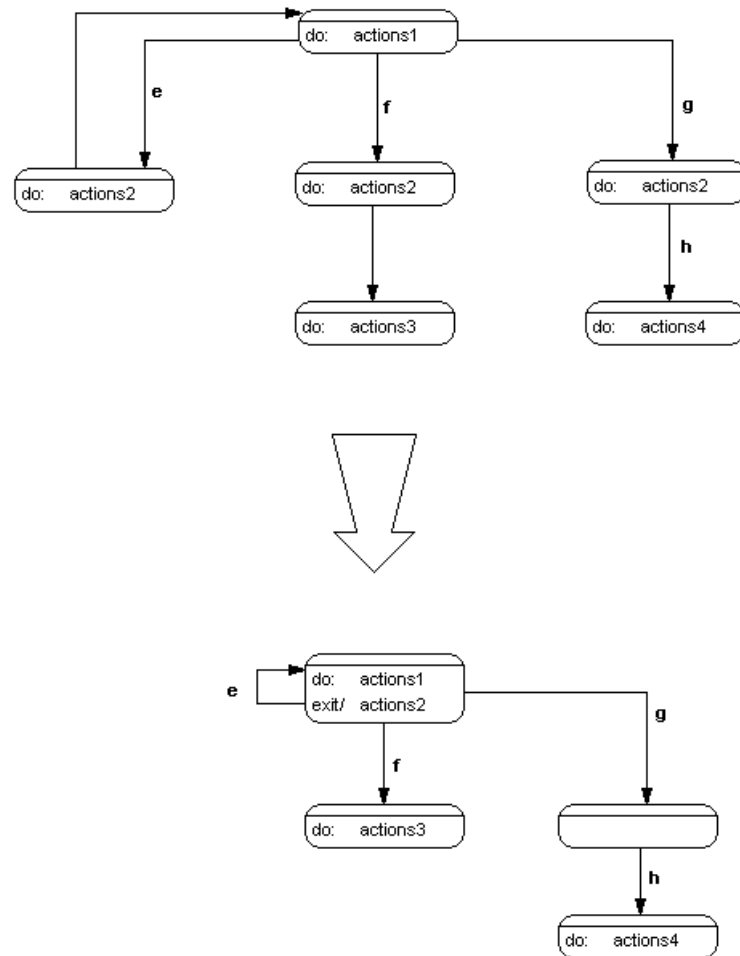 do: actions1
e
f
g
do: actions2
do: actions2
do: actions2
h
do: actions3
do: actions4
e
do: actions1
exit/ actions2
g
f
do: actions3
h
do: actions4